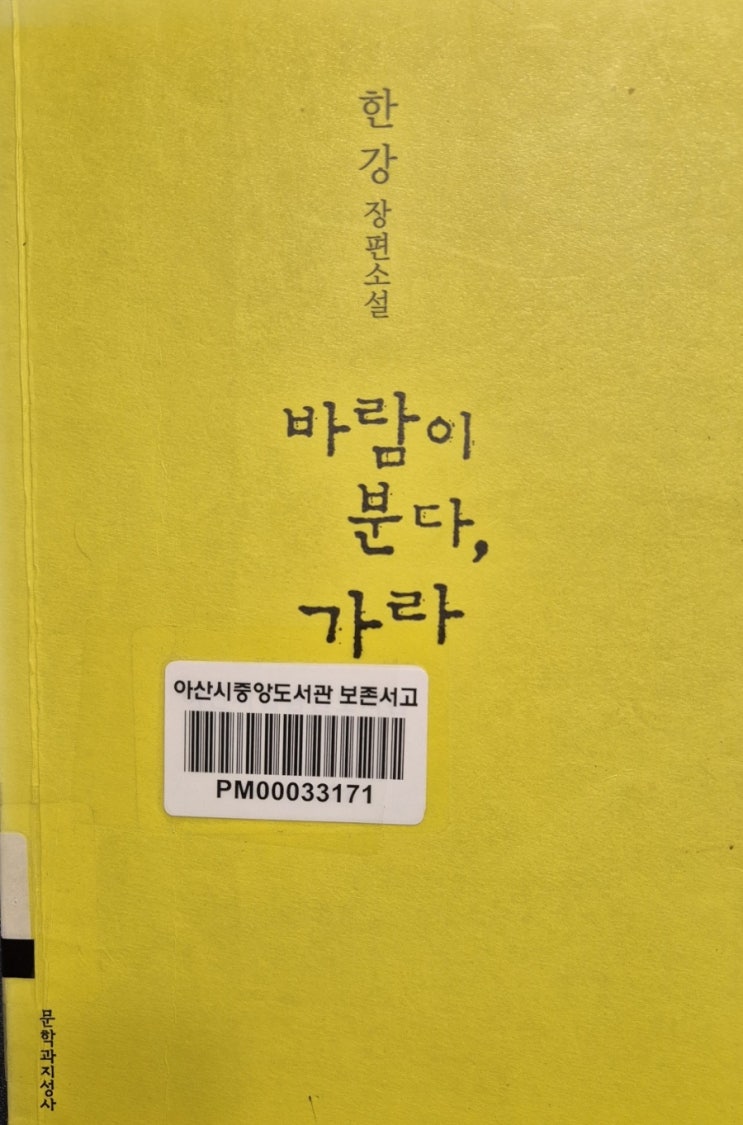 한강 장편소설
바람이
분다,
가라
아산시중앙도서관 보존서고
PM00033171
문학과지성사